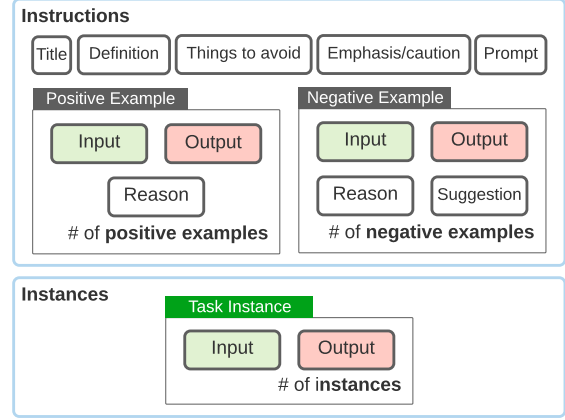 Instructions
Title Definition Things to avoid Emphasis/caution Prompt
Positive Example
Input Output
Reason
# of positive examples
Negative Example
Input Output
Reason Suggestion
# of negative examples
Instances
Task Instance
Input Output
# of instances